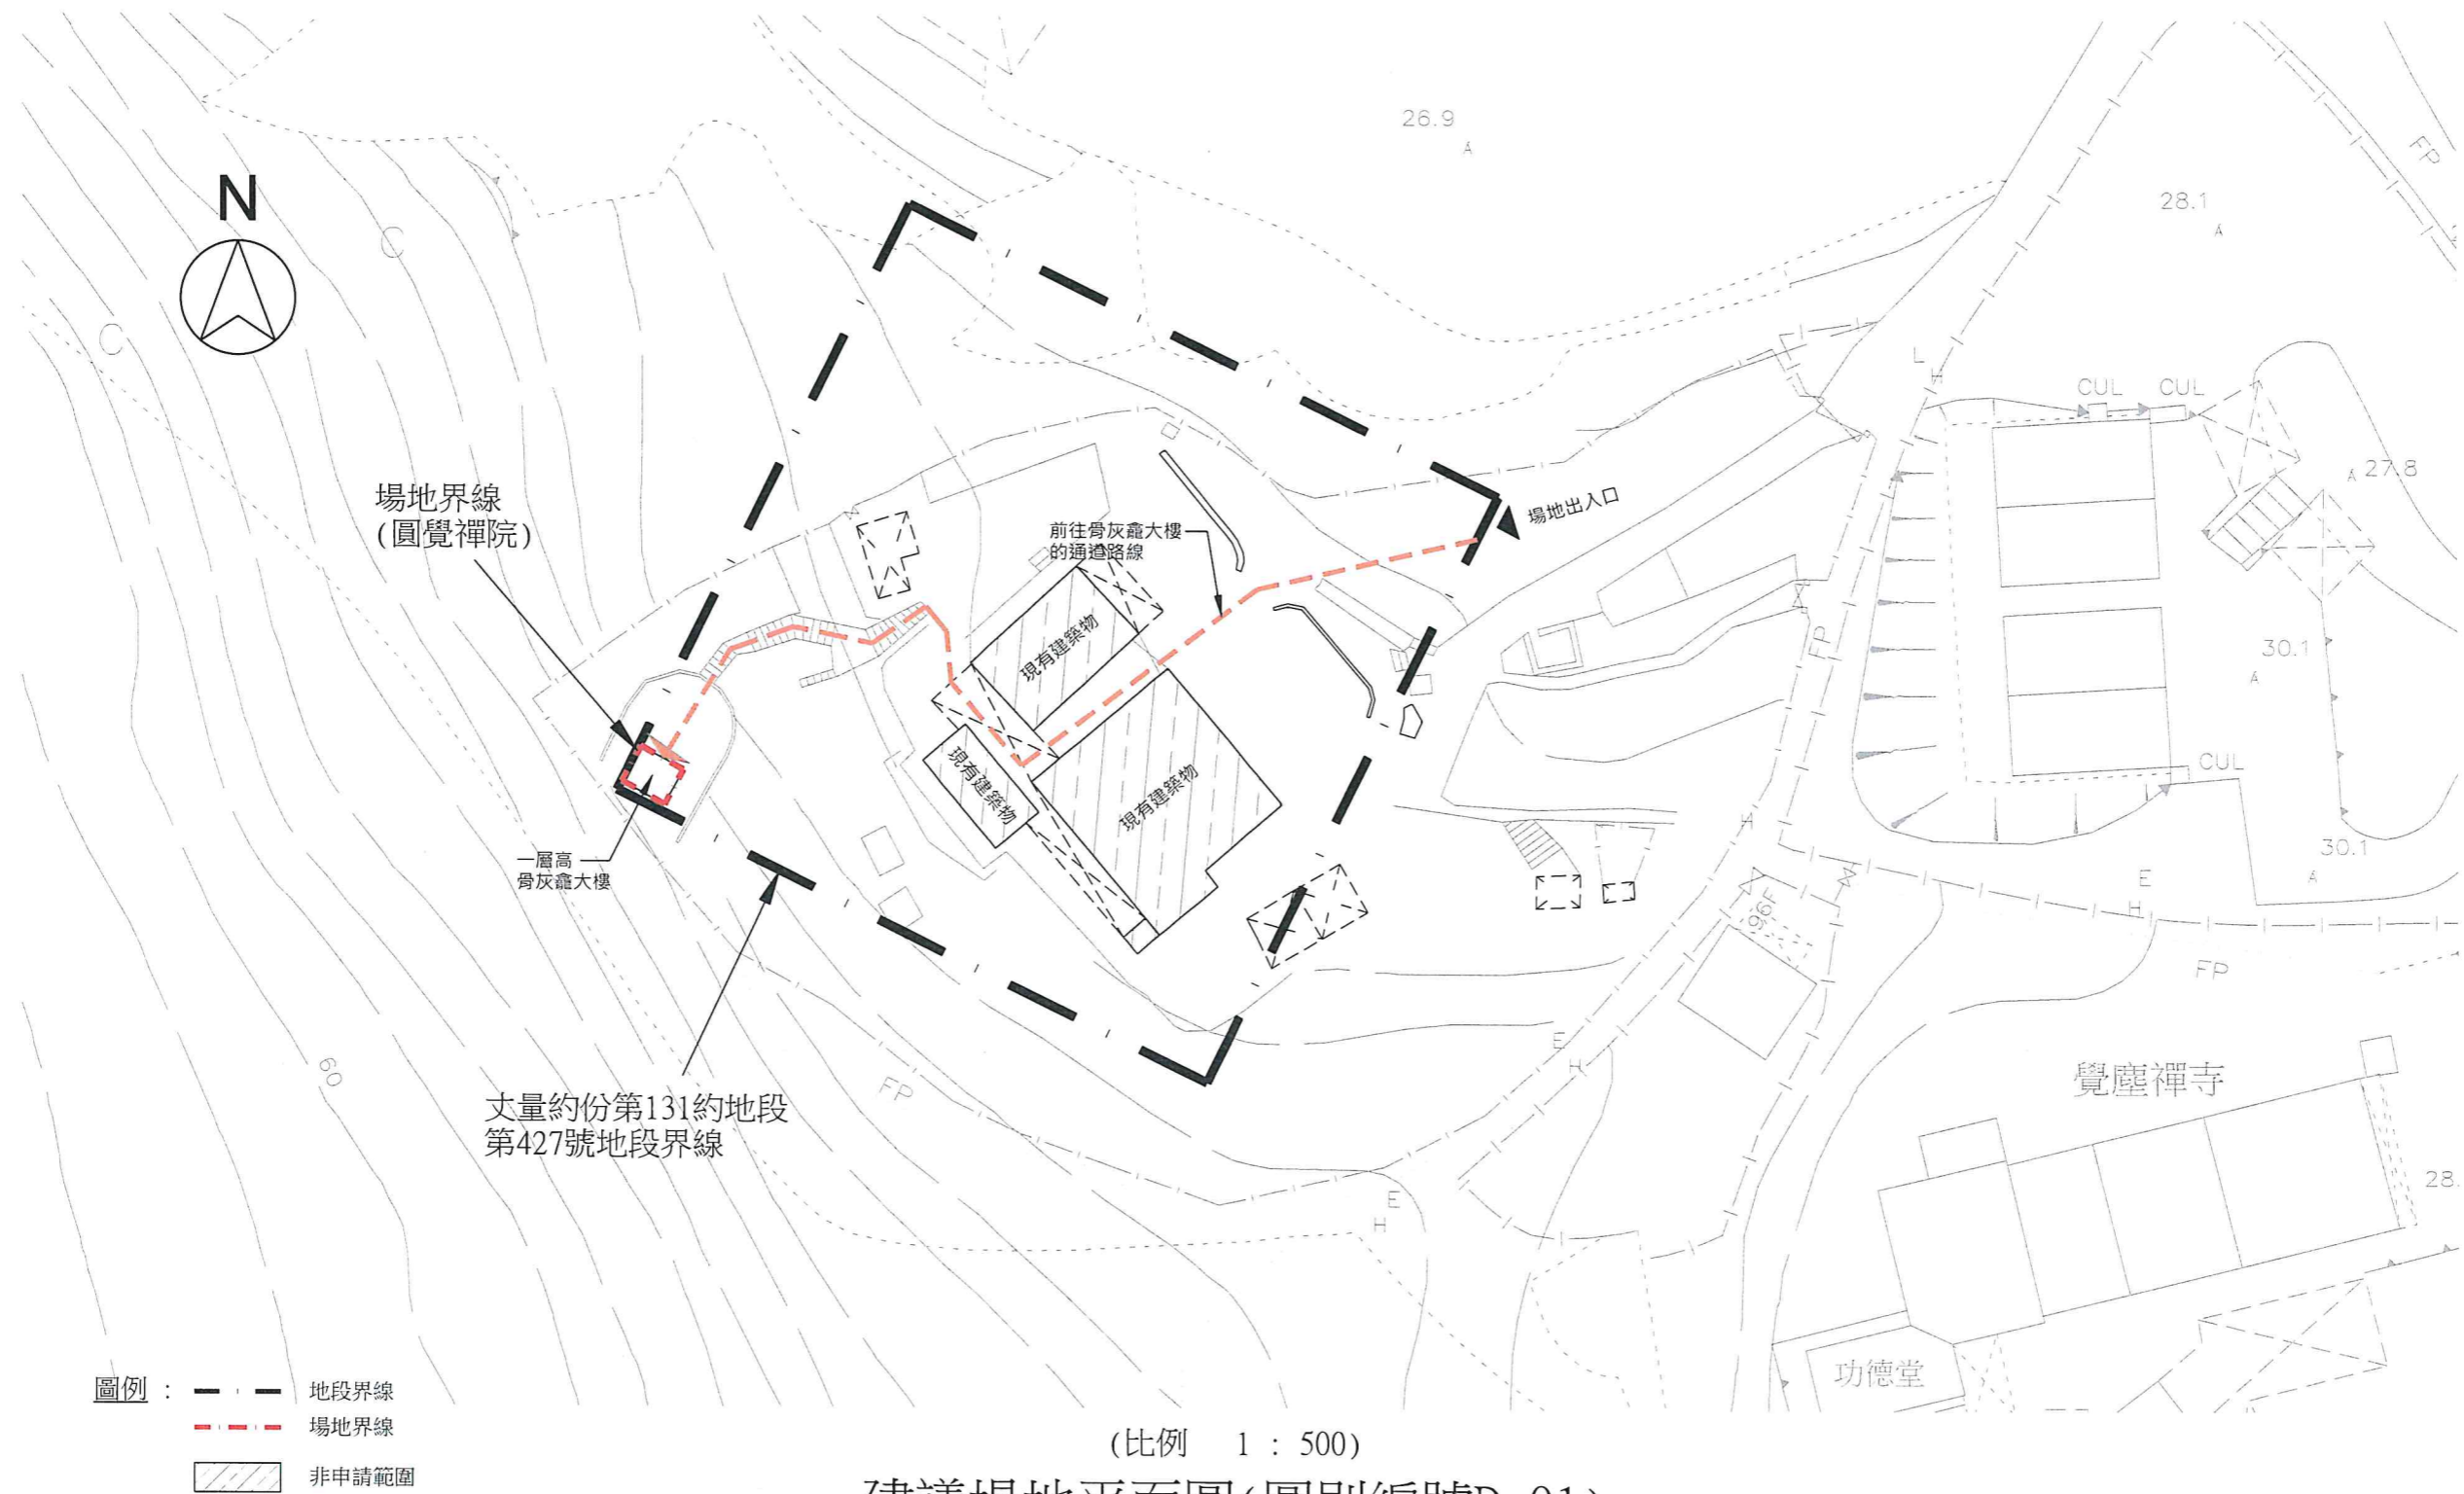 26.9
28.1
FP
N
C
C
L
H
CUL
CUL
27.8
場地界線
(圓覺禪院)
場地出入口
前往骨灰龕大樓
的通道路線
現有建築物
FP
30.1
現有建築物
現有建築物
CUL
H
30.1
一層高
骨灰龕大樓
E
H
96F
FP
60
E
H
FP
丈量約份第131約地段
第427號地段界線
覺塵禪寺
E
H
28.
功德堂
圖例 :
地段界線
場地界線
非申請範圍
(比例 1 : 500)